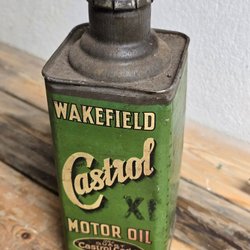 WAKEFIELD
Castrol
XL
MOTOR OIL